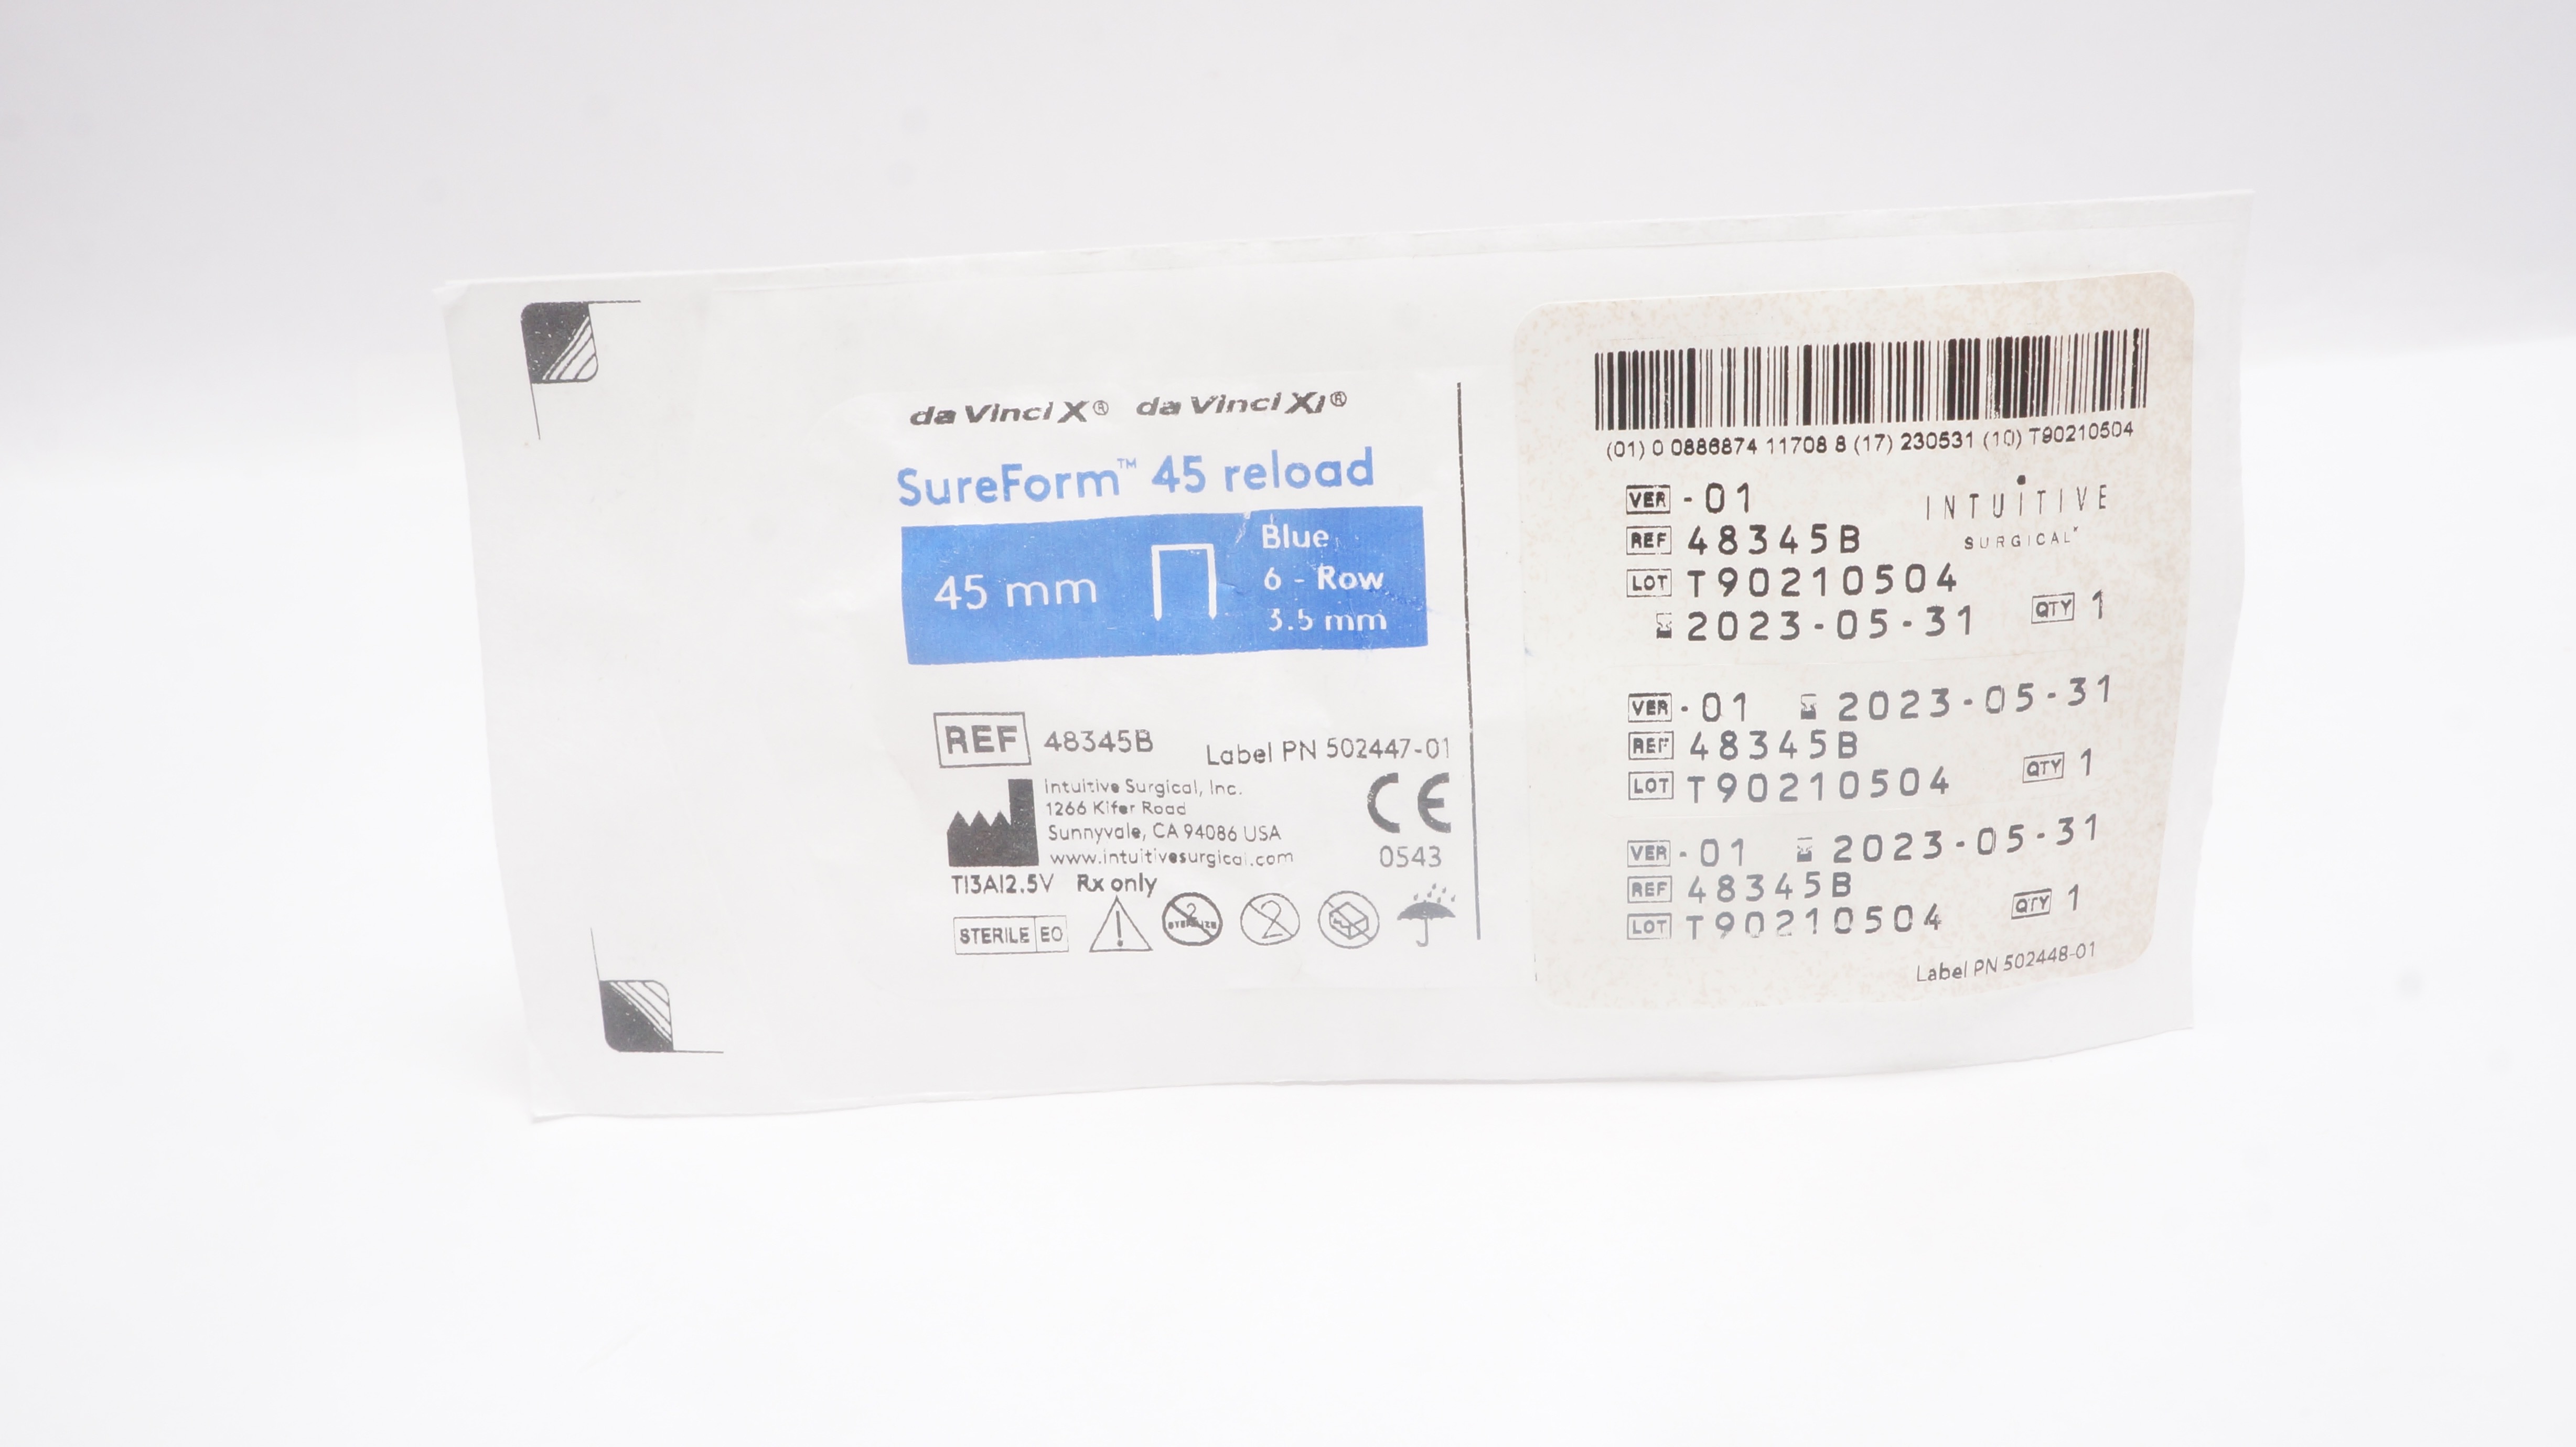 da Vinci X® da Vinci Xi®
SureForm™ 45 reload
45 mm
Blue
6 - Row
3.5 mm
REF 48345B
Label PN 502447-01
Intuitive Surgical, Inc.
1266 Kifer Road
Sunnyvale, CA 94086 USA
www.intuitivesurgical.com
CE
0543
TI3Al2.5V Rx only
STERILE EO
(01) 0 0886874 11708 8 (17) 230531 (10) T90210504
VER -01
INTUITIVE
SURGICAL
REF 48345B
LOT T90210504
2023-05-31 QTY 1
VER -01 2023-05-31
REF 48345B
LOT T90210504 QTY 1
VER -01 2023-05-31
REF 48345B
LOT T90210504 QTY 1
Label PN 502448-01